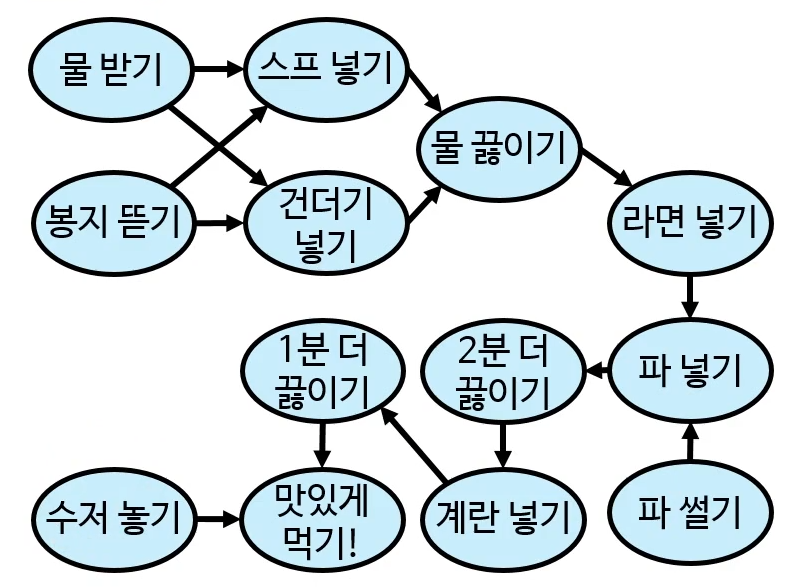 물 받기
스프 넣기
물 끓이기
봉지 뜯기
건더기
넣기
라면 넣기
1분 더
끓이기
2분 더
끓이기
파 넣기
수저 놓기
맛있게
먹기!
계란 넣기
파 썰기